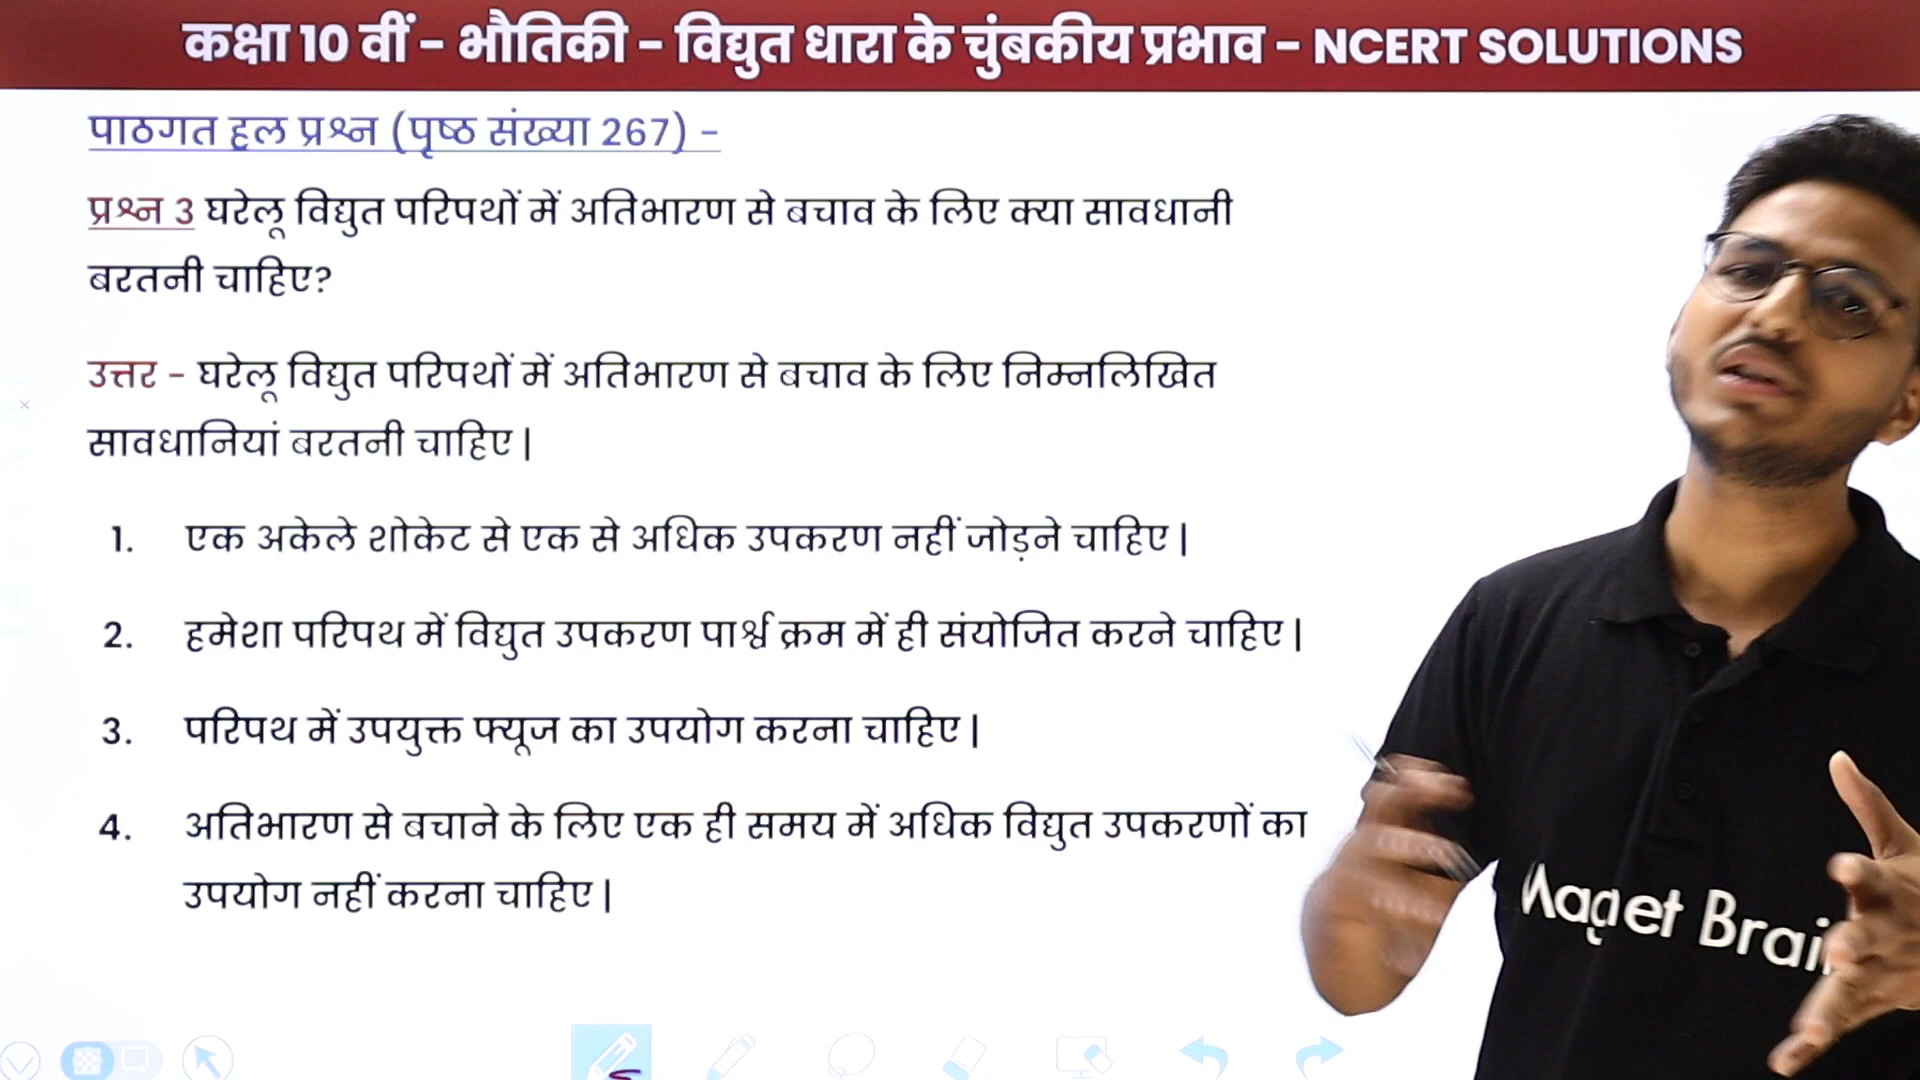 कक्षा 10 वीं - भौतिकी - विद्युत धारा के चुंबकीय प्रभाव - NCERT SOLUTIONS
पाठगत हल प्रश्न (पृष्ठ संख्या 267) -
प्रश्न 3 घरेलू विद्युत परिपथों में अतिभारण से बचाव के लिए क्या सावधानी
बरतनी चाहिए?
उत्तर - घरेलू विद्युत परिपथों में अतिभारण से बचाव के लिए निम्नलिखित
सावधानियां बरतनी चाहिए |
1. एक अकेले शोकेट से एक से अधिक उपकरण नहीं जोड़ने चाहिए |
2. हमेशा परिपथ में विद्युत उपकरण पार्श्व क्रम में ही संयोजित करने चाहिए |
3. परिपथ में उपयुक्त फ्यूज का उपयोग करना चाहिए |
4. अतिभारण से बचाने के लिए एक ही समय में अधिक विद्युत उपकरणों का
उपयोग नहीं करना चाहिए |
Magnet Brai